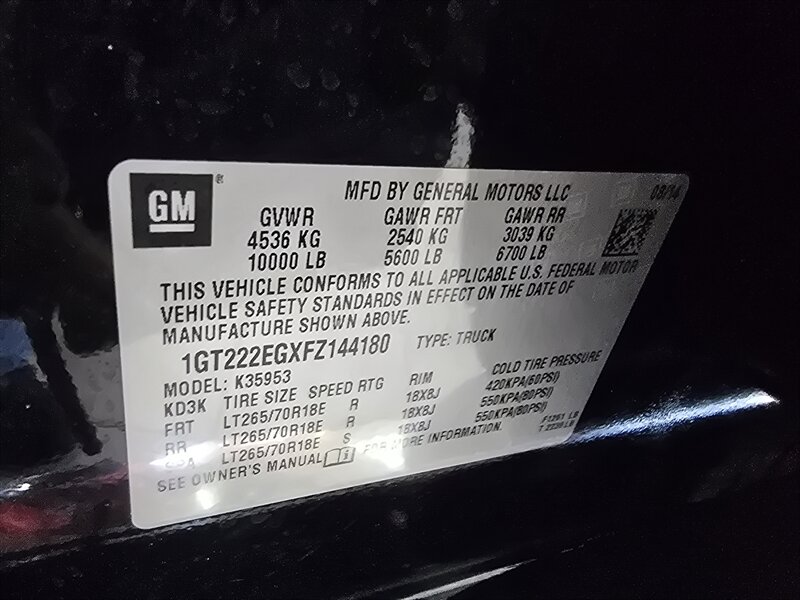 GM
MFD BY GENERAL MOTORS LLC 08/14
GVWR GAWR FRT GAWR RR
4536 KG 2540 KG 3039 KG
10000 LB 5600 LB 6700 LB
THIS VEHICLE CONFORMS TO ALL APPLICABLE U.S. FEDERAL MOTOR
VEHICLE SAFETY STANDARDS IN EFFECT ON THE DATE OF
MANUFACTURE SHOWN ABOVE.
1GT222EGXFZ144180 TYPE: TRUCK
MODEL: K35953
KD3K TIRE SIZE SPEED RTG RIM COLD TIRE PRESSURE
FRT LT265/70R18E R 18X8J 420KPA(60PSI)
RR LT265/70R18E R 18X8J 550KPA(80PSI)
SPA LT265/70R18E S 18X8J 550KPA(80PSI)
SEE OWNER'S MANUAL FOR MORE INFORMATION.